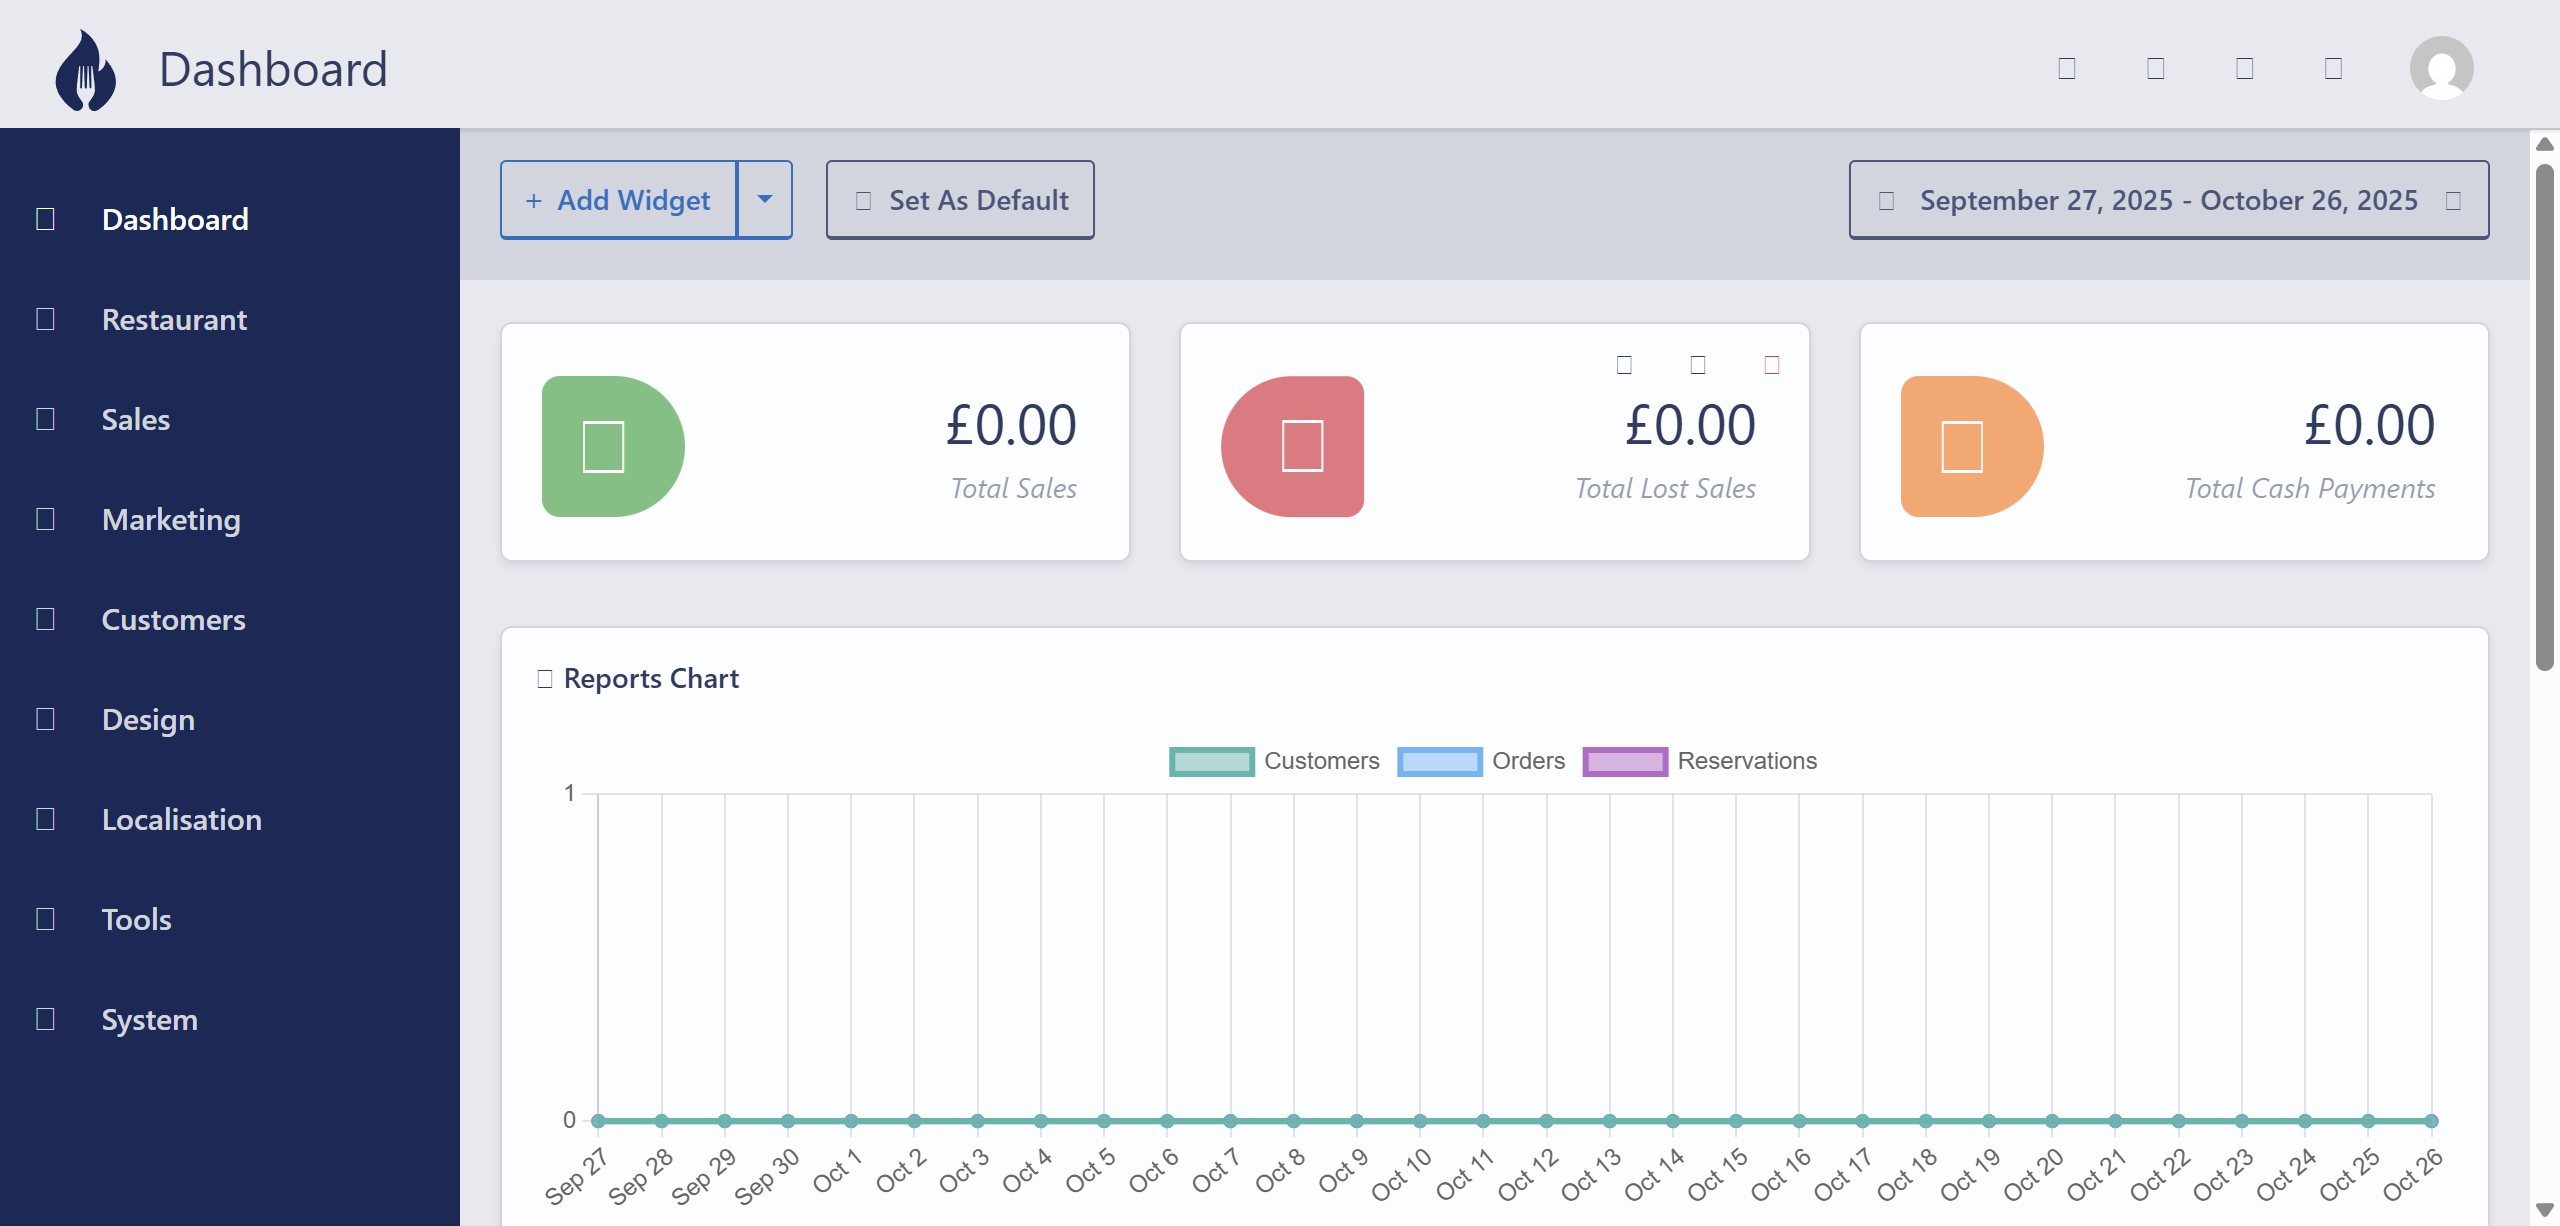 Dashboard
+ Add Widget
Set As Default
September 27, 2025 - October 26, 2025
Dashboard
Restaurant
Sales
Marketing
Customers
Design
Localisation
Tools
System
£0.00
Total Sales
£0.00
Total Lost Sales
£0.00
Total Cash Payments
Reports Chart
Customers Orders Reservations
1
0
Sep 27 Sep 28 Sep 29 Sep 30 Oct 1 Oct 2 Oct 3 Oct 4 Oct 5 Oct 6 Oct 7 Oct 8 Oct 9 Oct 10 Oct 11 Oct 12 Oct 13 Oct 14 Oct 15 Oct 16 Oct 17 Oct 18 Oct 19 Oct 20 Oct 21 Oct 22 Oct 23 Oct 24 Oct 25 Oct 26